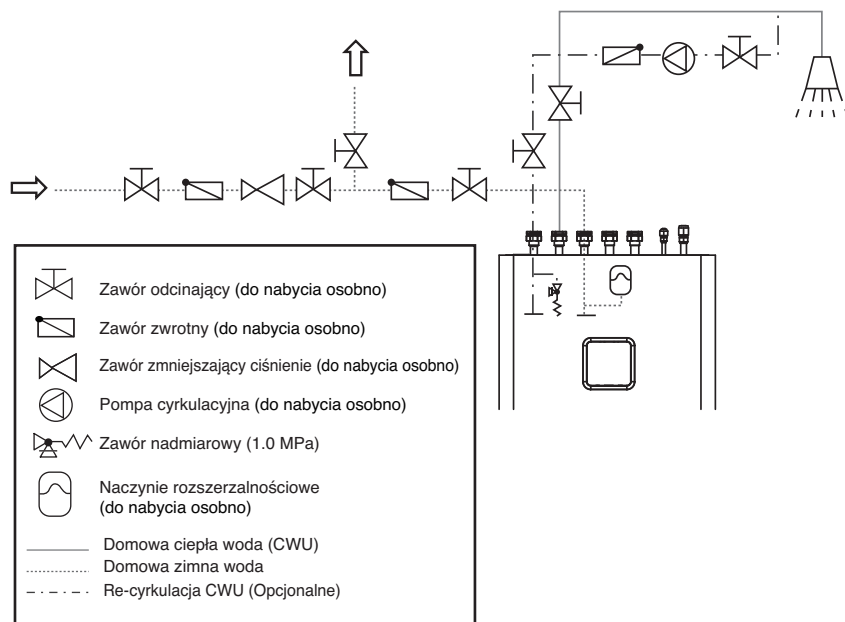 Zawór odcinający (do nabycia osobno)
Zawór zwrotny (do nabycia osobno)
Zawór zmniejszający ciśnienie (do nabycia osobno)
Pompa cyrkulacyjna (do nabycia osobno)
Zawór nadmiarowy (1.0 MPa)
Naczynie rozszerzalnościowe
(do nabycia osobno)
Domowa ciepła woda (CWU)
Domowa zimna woda
Re-cyrkulacja CWU (Opcjonalne)